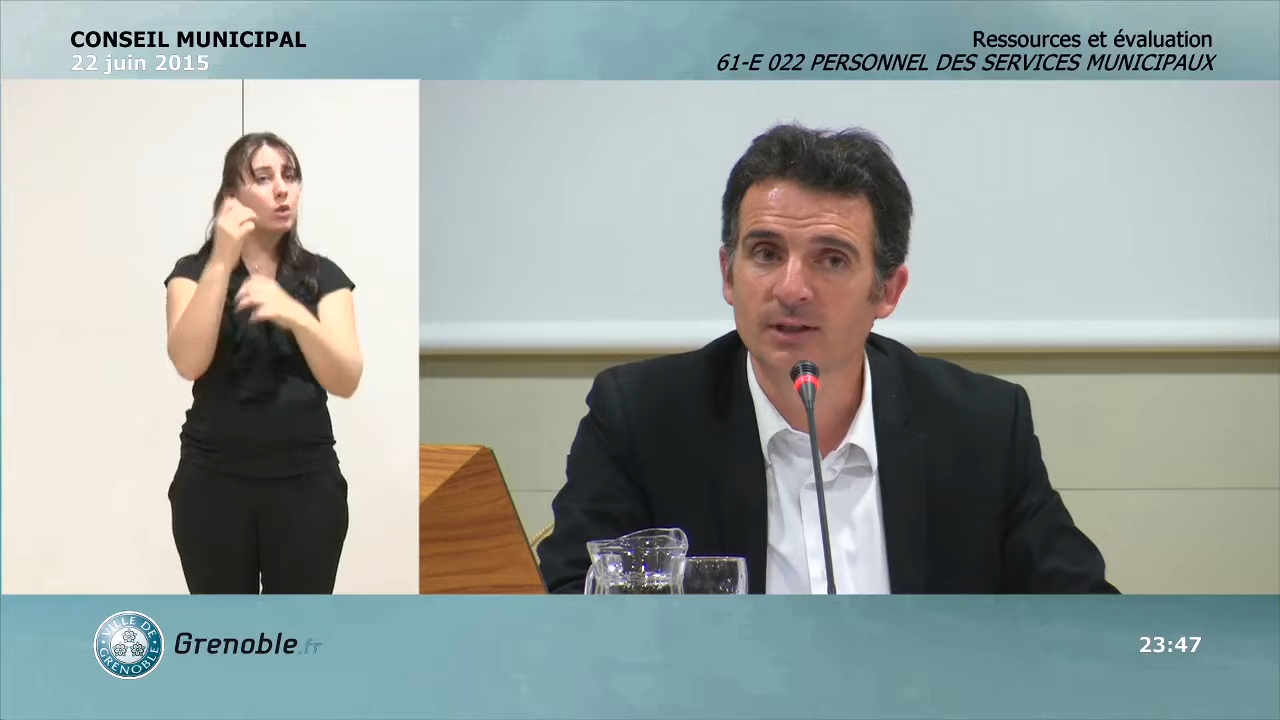 CONSEIL MUNICIPAL
22 juin 2015
Ressources et évaluation
61-E 022 PERSONNEL DES SERVICES MUNICIPAUX
VILLE DE
GRENOBLE
Grenoble.fr
23:47